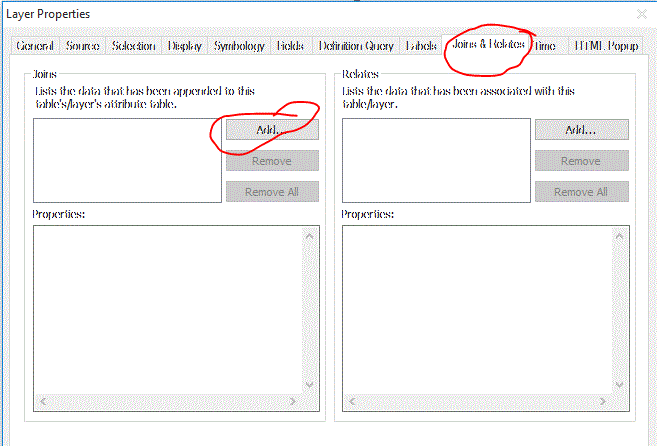 Layer Properties
General Source Selection Display Symbology Fields Definition Query Labels Joins & Relates Time HTML Popup
Joins
Lists the data that has been appended to this
table's/layer's attribute table.
Add...
Remove
Remove All
Properties:
Relates
Lists the data that has been associated with this
table/layer.
Add...
Remove
Remove All
Properties: